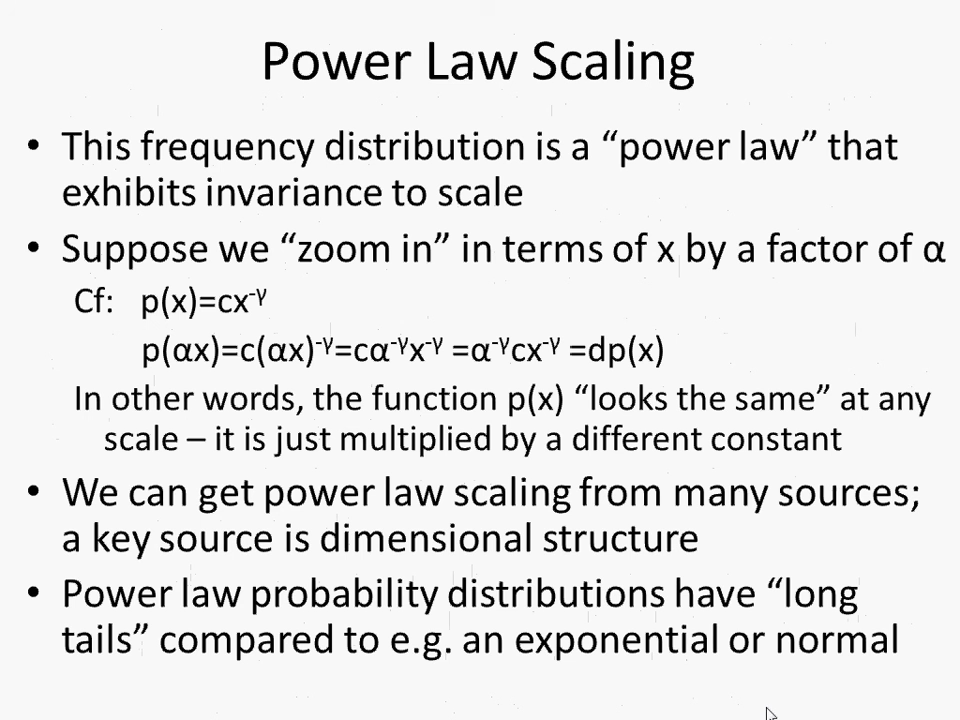 Power Law Scaling
• This frequency distribution is a “power law” that
exhibits invariance to scale
• Suppose we “zoom in” in terms of x by a factor of α
Cf: p(x)=cx⁻ᵞ
p(αx)=c(αx)⁻ᵞ=cα⁻ᵞx⁻ᵞ =α⁻ᵞcx⁻ᵞ =dp(x)
In other words, the function p(x) “looks the same” at any
scale – it is just multiplied by a different constant
• We can get power law scaling from many sources;
a key source is dimensional structure
• Power law probability distributions have “long
tails” compared to e.g. an exponential or normal